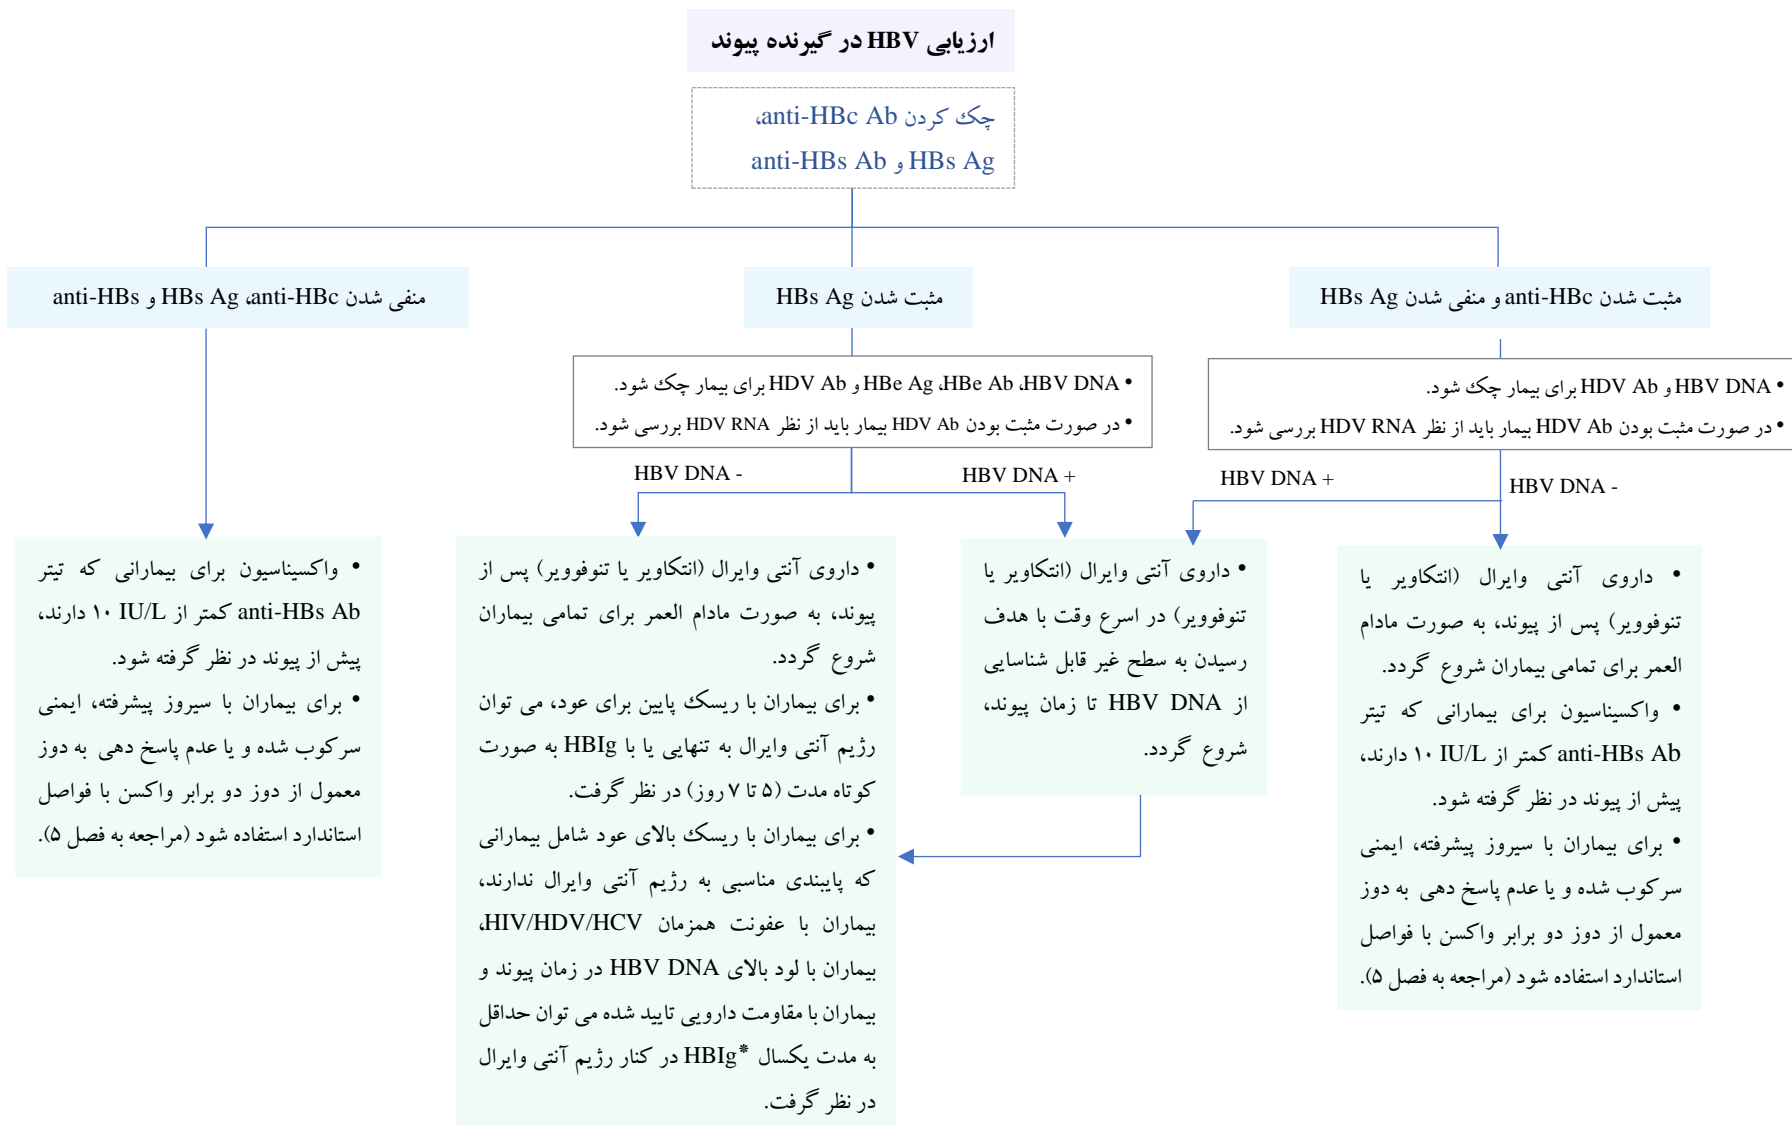 ارزیابی HBV در گیرنده پیوند
چک کردن anti-HBc Ab،
HBs Ag و anti-HBs Ab
مثبت شدن anti-HBc و منفی شدن HBs Ag
مثبت شدن HBs Ag
منفی شدن anti-HBc، HBs Ag و anti-HBs
• HBV DNA و HDV Ab برای بیمار چک شود.
• در صورت مثبت بودن HDV Ab بیمار باید از نظر HDV RNA بررسی شود.
• HBV DNA، HBe Ab، HBe Ag و HDV Ab برای بیمار چک شود.
• در صورت مثبت بودن HDV Ab بیمار باید از نظر HDV RNA بررسی شود.
HBV DNA -
HBV DNA +
HBV DNA +
HBV DNA -
• داروی آنتی وایرال (انتکاویر یا
تنوفوویر) پس از پیوند، به صورت مادام
العمر برای تمامی بیماران شروع گردد.
• واکسیناسیون برای بیمارانی که تیتر
anti-HBs Ab کمتر از ۱۰ IU/L دارند،
پیش از پیوند در نظر گرفته شود.
• برای بیماران با سیروز پیشرفته، ایمنی
سرکوب شده و یا عدم پاسخ دهی به دوز
معمول از دوز دو برابر واکسن با فواصل
استاندارد استفاده شود (مراجعه به فصل ۵).
• داروی آنتی وایرال (انتکاویر یا
تنوفوویر) در اسرع وقت با هدف
رسیدن به سطح غیر قابل شناسایی
از HBV DNA تا زمان پیوند،
شروع گردد.
• داروی آنتی وایرال (انتکاویر یا تنوفوویر) پس از
پیوند، به صورت مادام العمر برای تمامی بیماران
شروع گردد.
• برای بیماران با ریسک پایین برای عود، می توان
رژیم آنتی وایرال به تنهایی یا با HBIg به صورت
کوتاه مدت (۵ تا ۷ روز) در نظر گرفت.
• برای بیماران با ریسک بالای عود شامل بیمارانی
که پایبندی مناسبی به رژیم آنتی وایرال ندارند،
بیماران با عفونت همزمان HIV/HDV/HCV،
بیماران با لود بالای HBV DNA در زمان پیوند و
بیماران با مقاومت دارویی تایید شده می توان حداقل
به مدت یکسال HBIg* در کنار رژیم آنتی وایرال
در نظر گرفت.
• واکسیناسیون برای بیمارانی که تیتر
anti-HBs Ab کمتر از ۱۰ IU/L دارند،
پیش از پیوند در نظر گرفته شود.
• برای بیماران با سیروز پیشرفته، ایمنی
سرکوب شده و یا عدم پاسخ دهی به دوز
معمول از دوز دو برابر واکسن با فواصل
استاندارد استفاده شود (مراجعه به فصل ۵).